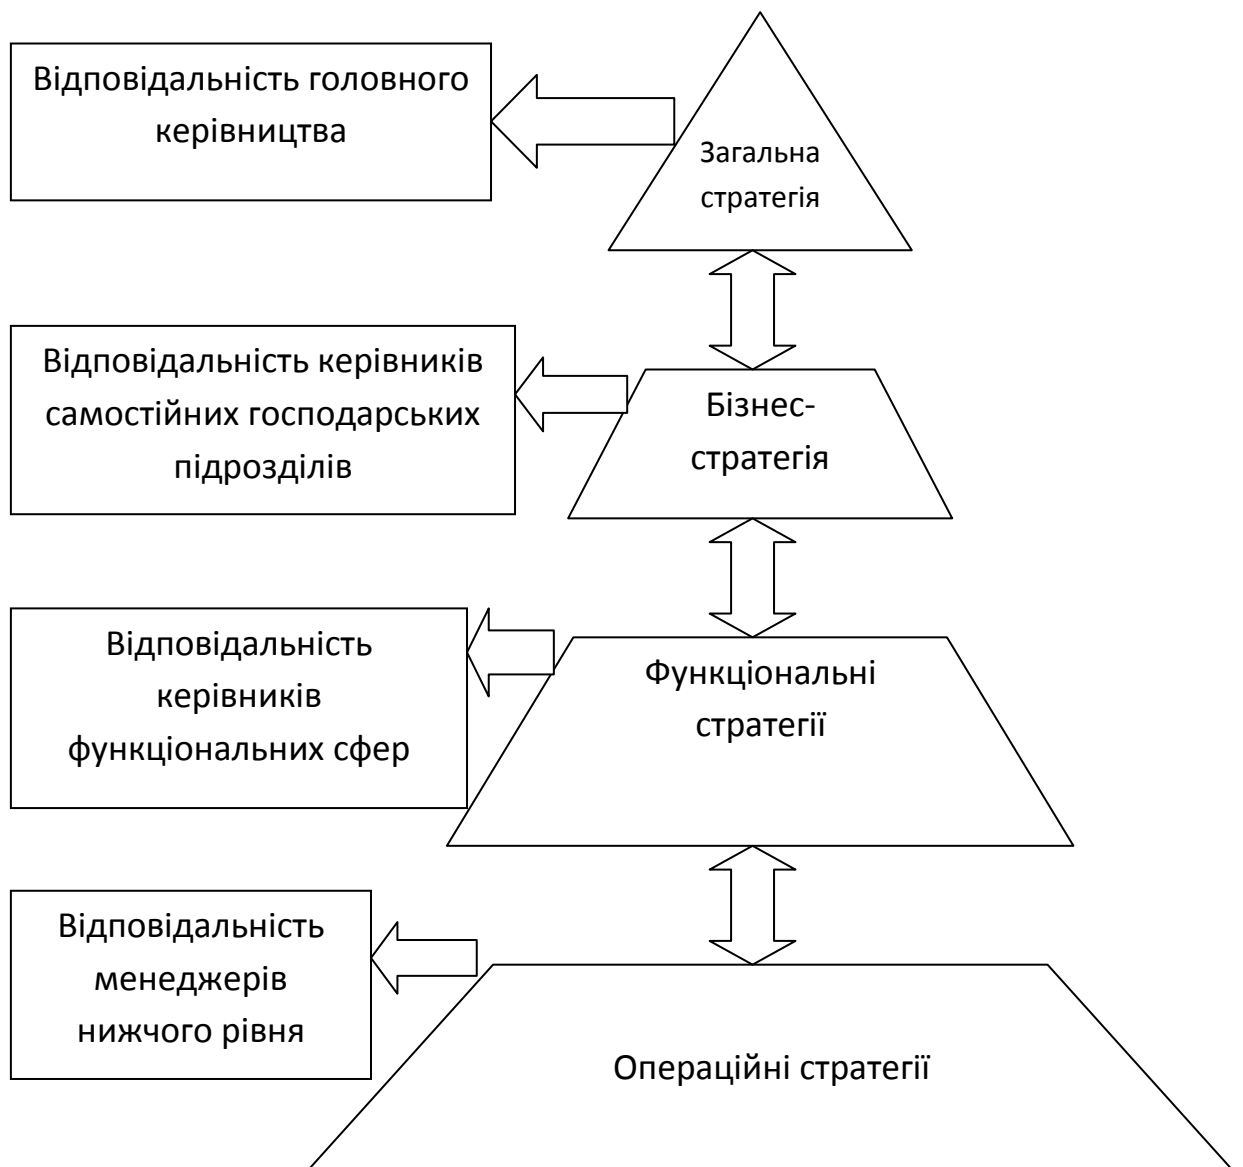 Відповідальність головного
керівництва
Загальна
стратегія
Відповідальність керівників
самостійних господарських
підрозділів
Бізнес-
стратегія
Відповідальність
керівників
функціональних сфер
Функціональні
стратегії
Відповідальність
менеджерів
нижчого рівня
Операційні стратегії